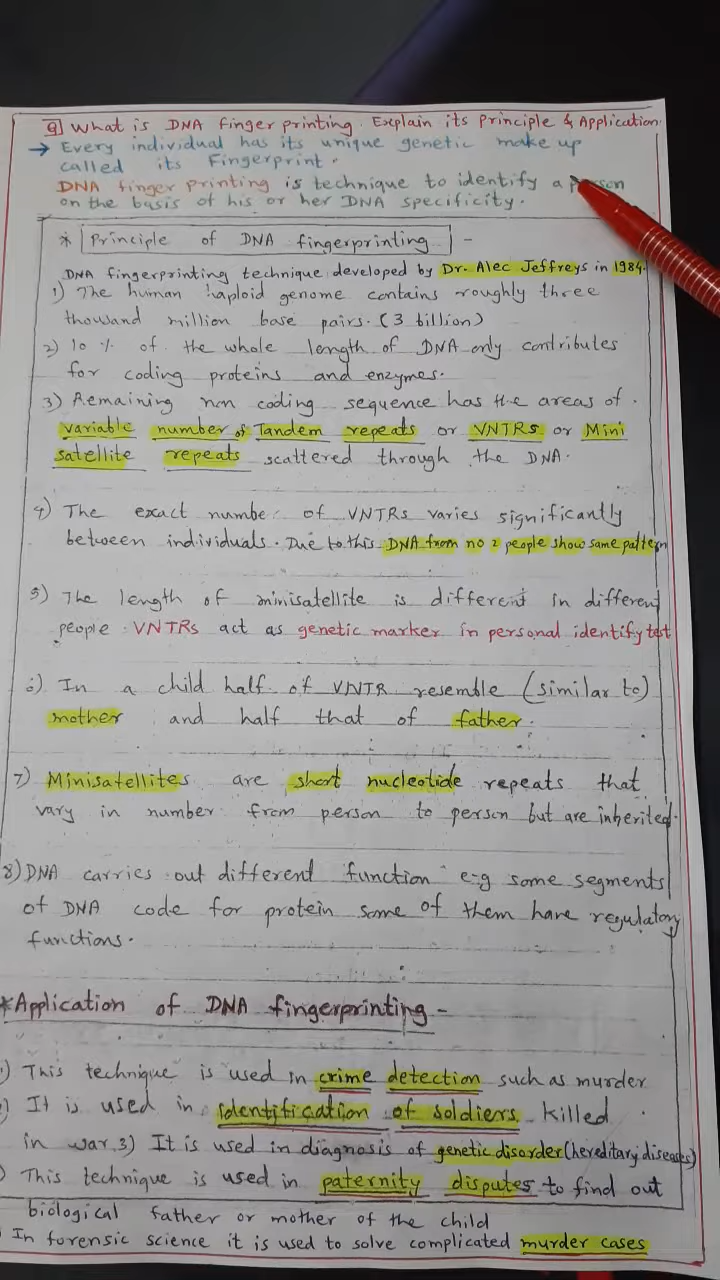 Q What is DNA finger printing. Explain its principle & Application
→ Every individual has its unique genetic make up
called its Fingerprint.
DNA finger printing is technique to identify a person
on the basis of his or her DNA specificity.
* Principle of DNA fingerprinting -
DNA fingerprinting technique developed by Dr. Alec Jeffreys in 1984.
1) The human haploid genome contains roughly three
thousand million base pairs. (3 billion)
2) 10 % of the whole length of DNA only contributes
for coding proteins and enzymes.
3) Remaining non coding sequence has the areas of
variable number of Tandem repeats or VNTRs or Mini
satellite repeats scattered through the DNA.
4) The exact number of VNTRs varies significantly
between individuals. Due to this DNA from no 2 people show same pattern
5) The length of minisatellite is different in different
people. VNTRs act as genetic marker in personal identify test
6) In a child half of VNTR resemble (similar to)
mother and half that of father.
7) Minisatellites are short nucleotide repeats that
vary in number from person to person but are inherited.
8) DNA carries out different function e-g some segments
of DNA code for protein some of them have regulatory
functions.
* Application of DNA fingerprinting -
) This technique is used in crime detection such as murder
) It is used in identification of soldiers killed
in war. 3) It is used in diagnosis of genetic disorder (hereditary diseases)
) This technique is used in paternity disputes to find out
biological father or mother of the child
In forensic science it is used to solve complicated murder cases